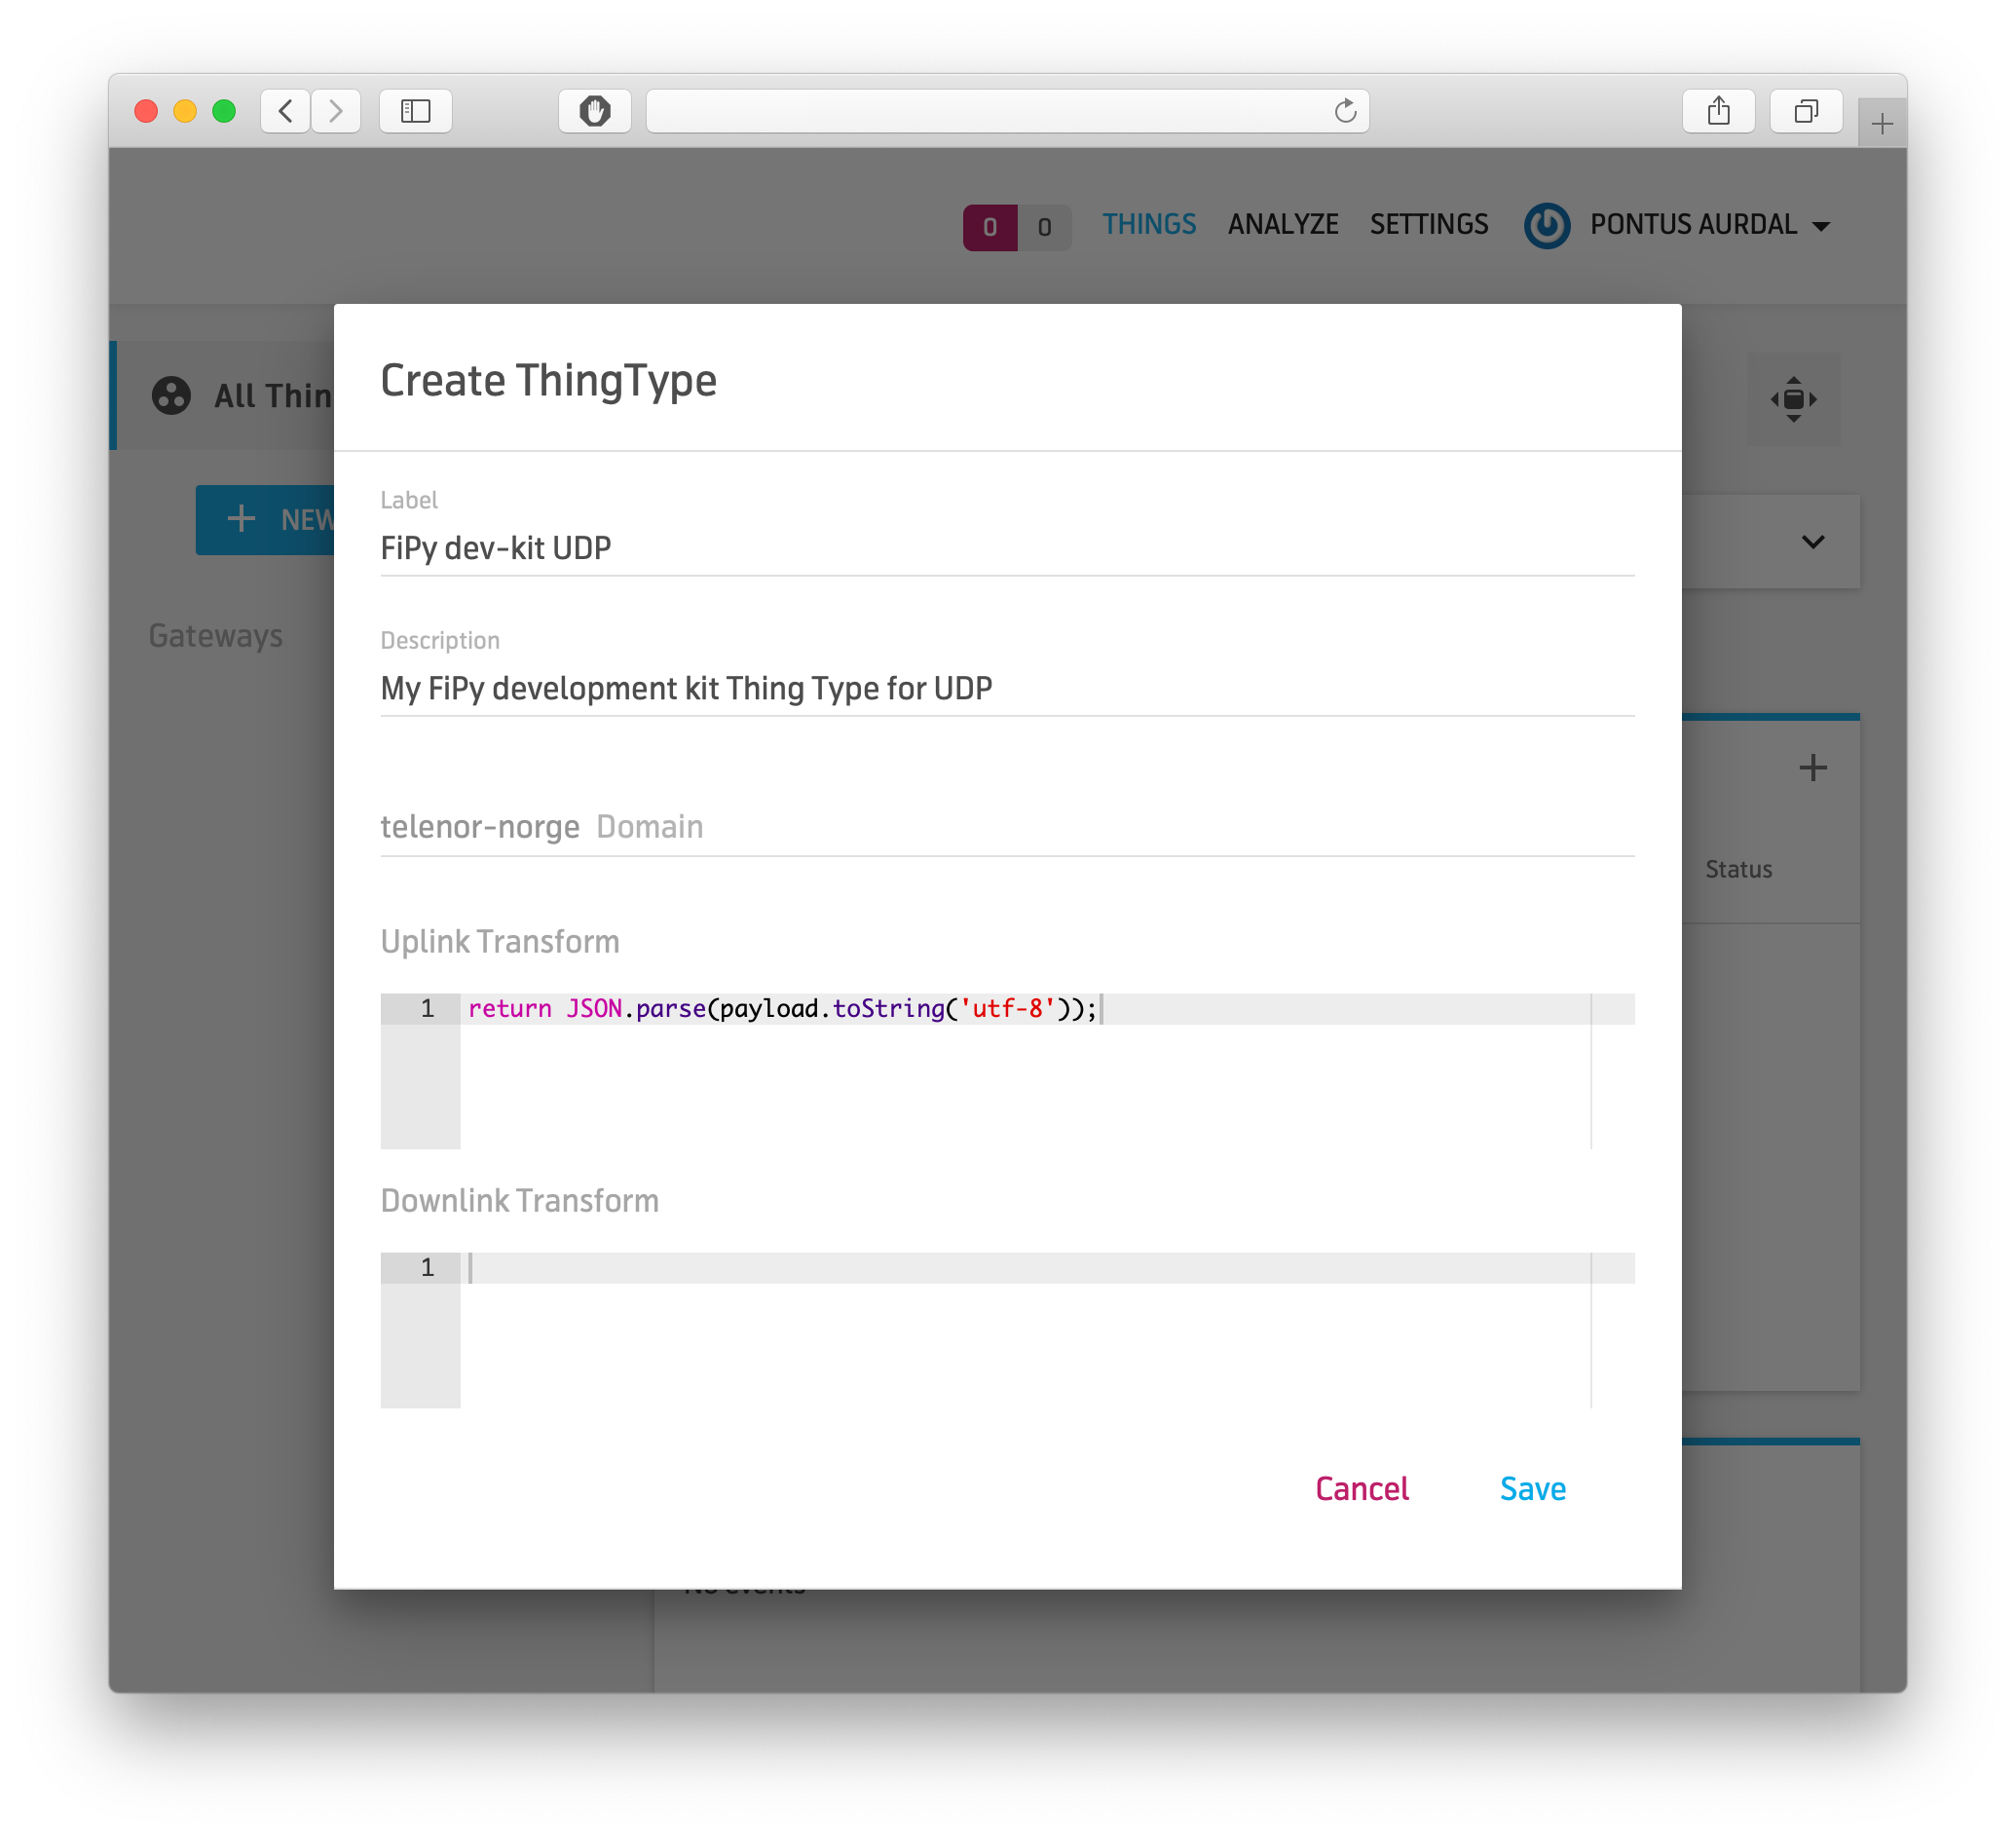 0 0 THINGS ANALYZE SETTINGS PONTUS AURDAL
All Thin
NEW
Gateways
Create ThingType
Label
FiPy dev-kit UDP
Description
My FiPy development kit Thing Type for UDP
telenor-norge Domain
Status
Uplink Transform
1 return JSON.parse(payload.toString('utf-8'));
Downlink Transform
1
Cancel Save
No events